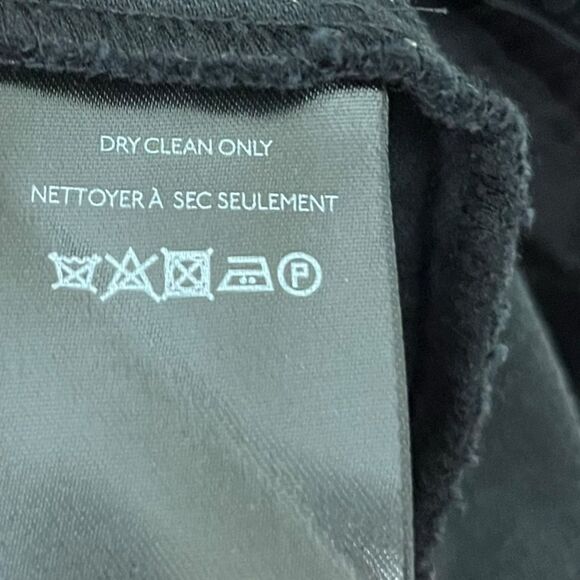 DRY CLEAN ONLY
NETTOYER À SEC SEULEMENT
P